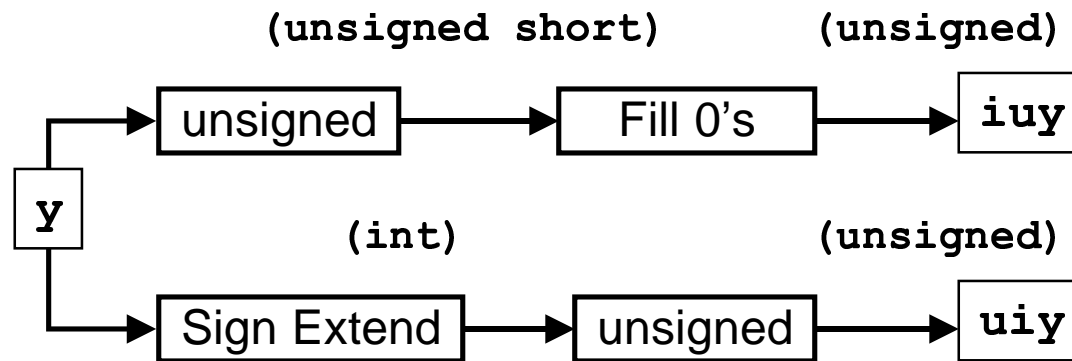 (unsigned short) (unsigned)
unsigned Fill 0's iuy
y
(int) (unsigned)
Sign Extend unsigned uiy